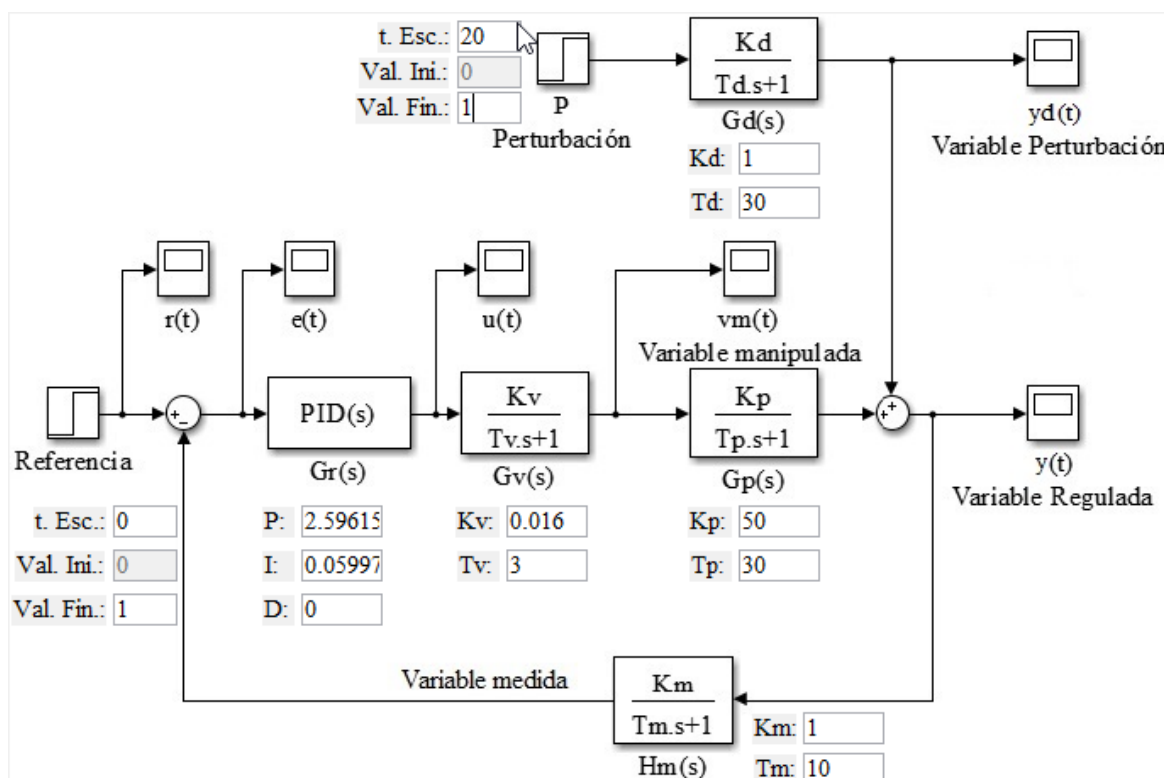 t. Esc.: 20
Val. Ini.: 0
Val. Fin.: 1
P
Perturbación
Kd
Td.s+1
Gd(s)
Kd: 1
Td: 30
yd(t)
Variable Perturbación
r(t)
e(t)
u(t)
vm(t)
Variable manipulada
Referencia
t. Esc.: 0
Val. Ini.: 0
Val. Fin.: 1
+
−
PID(s)
Gr(s)
P: 2.59615
I: 0.05997
D: 0
Kv
Tv.s+1
Gv(s)
Kv: 0.016
Tv: 3
Kp
Tp.s+1
Gp(s)
Kp: 50
Tp: 30
+
+
y(t)
Variable Regulada
Variable medida
Km
Tm.s+1
Hm(s)
Km: 1
Tm: 10